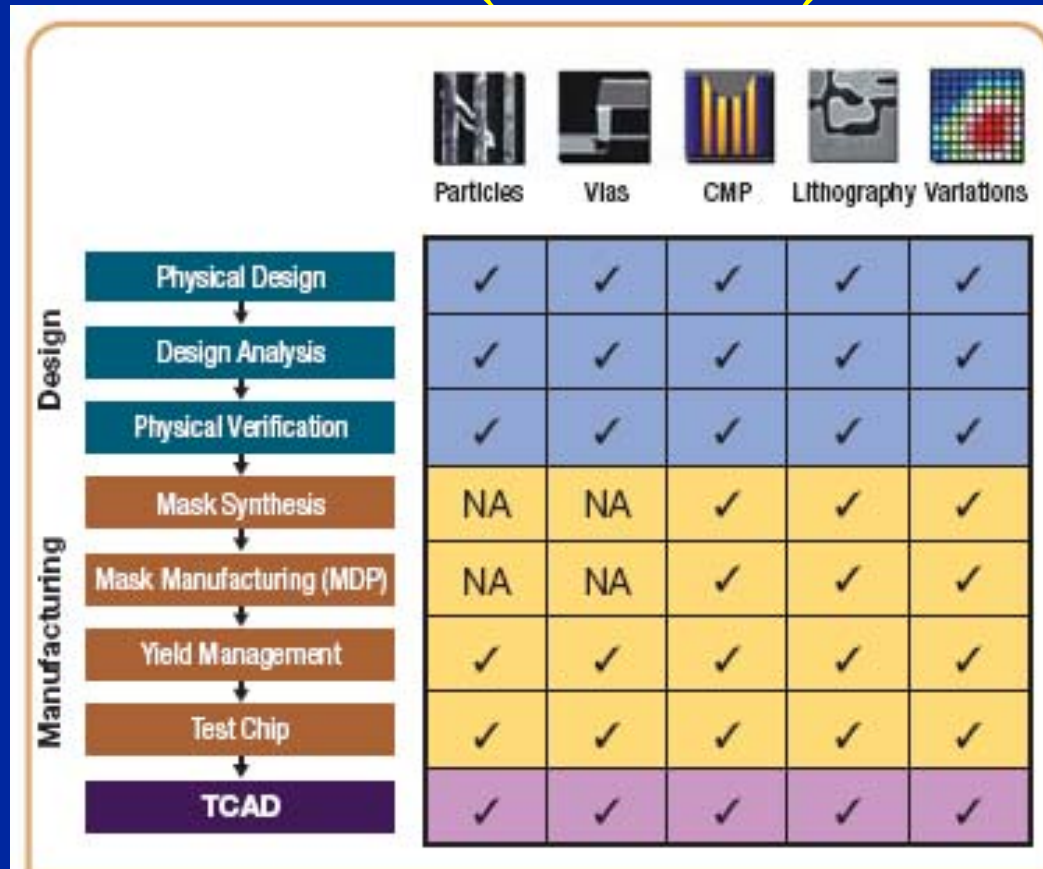 Particles Vias CMP Lithography Variations
Design
Physical Design ✓ ✓ ✓ ✓ ✓
Design Analysis ✓ ✓ ✓ ✓ ✓
Physical Verification ✓ ✓ ✓ ✓ ✓
Manufacturing
Mask Synthesis NA NA ✓ ✓ ✓
Mask Manufacturing (MDP) NA NA ✓ ✓ ✓
Yield Management ✓ ✓ ✓ ✓ ✓
Test Chip ✓ ✓ ✓ ✓ ✓
TCAD ✓ ✓ ✓ ✓ ✓